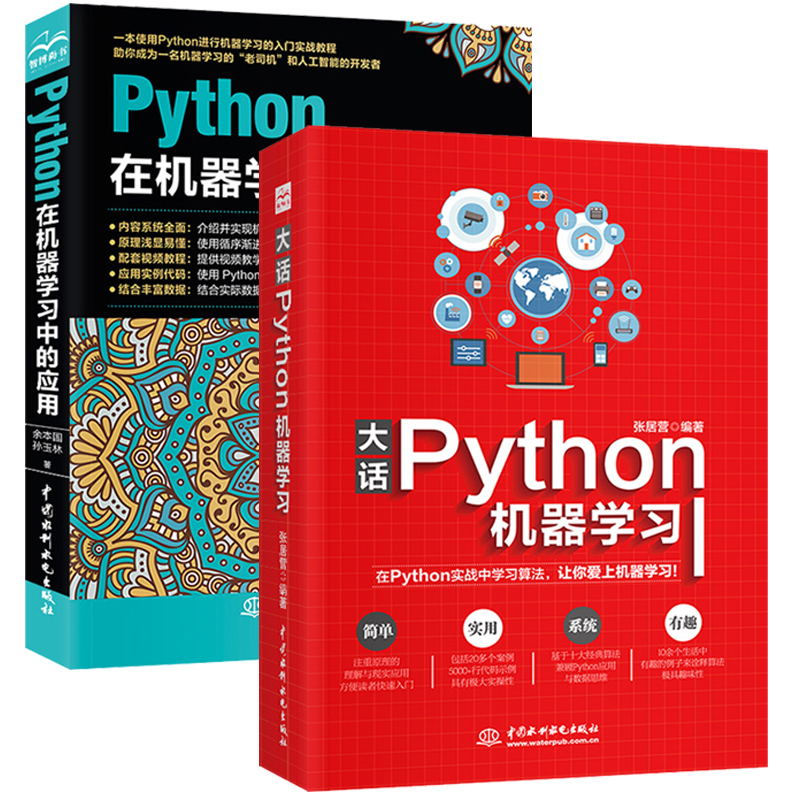 智博尚书
Python在机器学习中的应用
余本国
孙玉林
著
中国水利水电出版社
一本使用Python进行机器学习的入门实战教程
助你成为一名机器学习的“老司机”和人工智能的开发者
Python
在机器学
•内容系统全面：介绍并实现机
•原理浅显易懂：使用循序渐进
•配套视频教程：提供视频教学
•应用实例代码：使用 Python
•结合丰富数据：结合实际数据
大话Python机器学习
张居营◎编著
中国水利水电出版社
张居营◎编著
大话
Python
机器学习
在Python实战中学习算法，让你爱上机器学习！
简单
注重原理的
理解与现实应用
方便读者快速入门
实用
包括20多个案例
5000+行代码示例
具有极大实操性
系统
基于十大经典算法
兼顾Python应用
与数据思维
有趣
10余个生活中
有趣的例子来诠释算法
极具趣味性
中国水利水电出版社
www.waterpub.com.cn